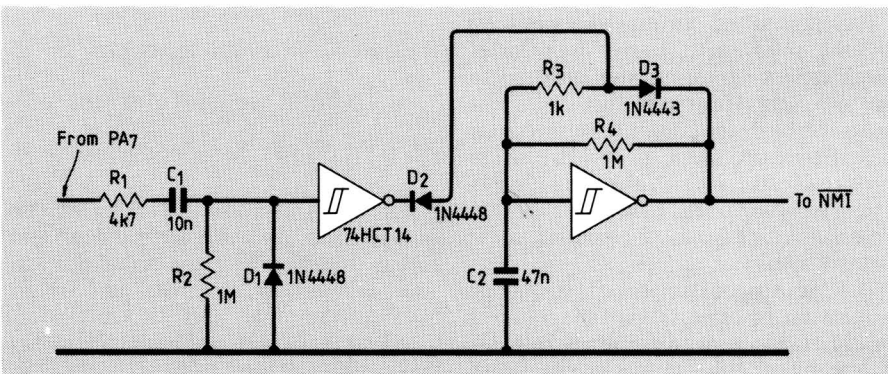 R3
D3
1k
1N4443
R4
1M
From PA7
R1
C1
4k7
10n
D2
1N4448
To N̅M̅I̅
74HCT14
R2
1M
D1
1N4448
C2
47n